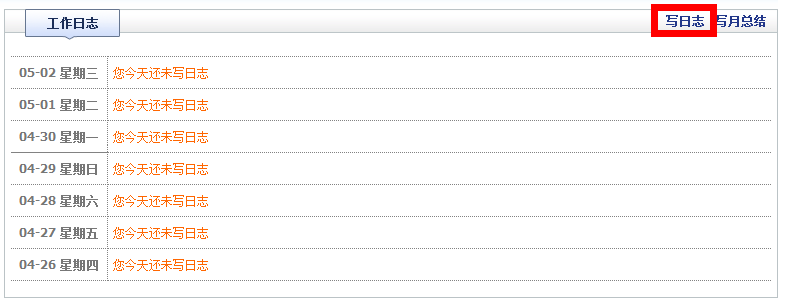 工作日志 写日志 写月总结
05-02 星期三 您今天还未写日志
05-01 星期二 您今天还未写日志
04-30 星期一 您今天还未写日志
04-29 星期日 您今天还未写日志
04-28 星期六 您今天还未写日志
04-27 星期五 您今天还未写日志
04-26 星期四 您今天还未写日志